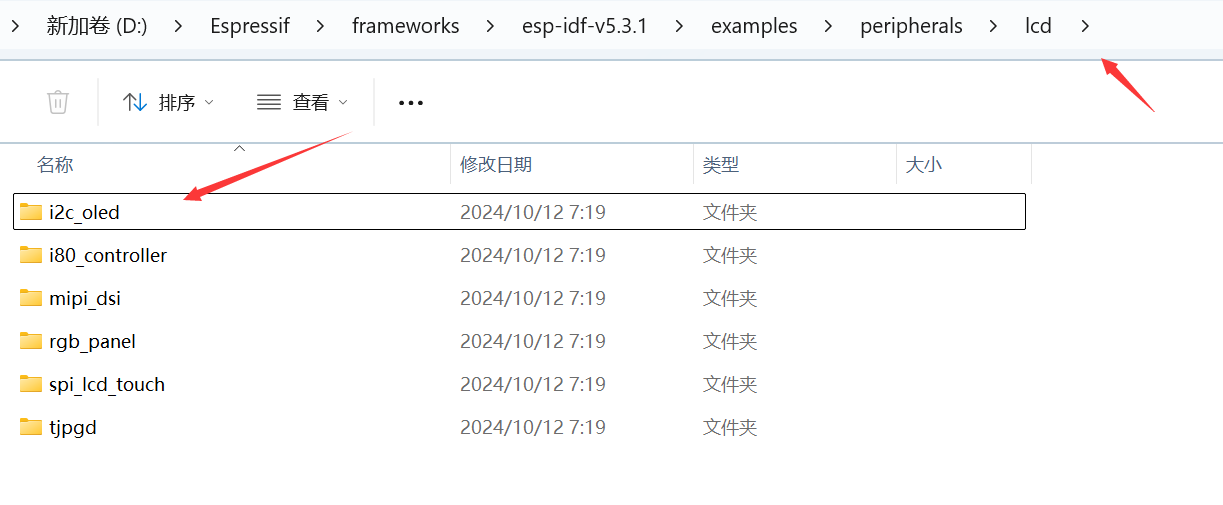 新加卷 (D:) Espressif frameworks esp-idf-v5.3.1 examples peripherals lcd
排序 查看
名称 修改日期 类型 大小
i2c_oled 2024/10/12 7:19 文件夹
i80_controller 2024/10/12 7:19 文件夹
mipi_dsi 2024/10/12 7:19 文件夹
rgb_panel 2024/10/12 7:19 文件夹
spi_lcd_touch 2024/10/12 7:19 文件夹
tjpgd 2024/10/12 7:19 文件夹